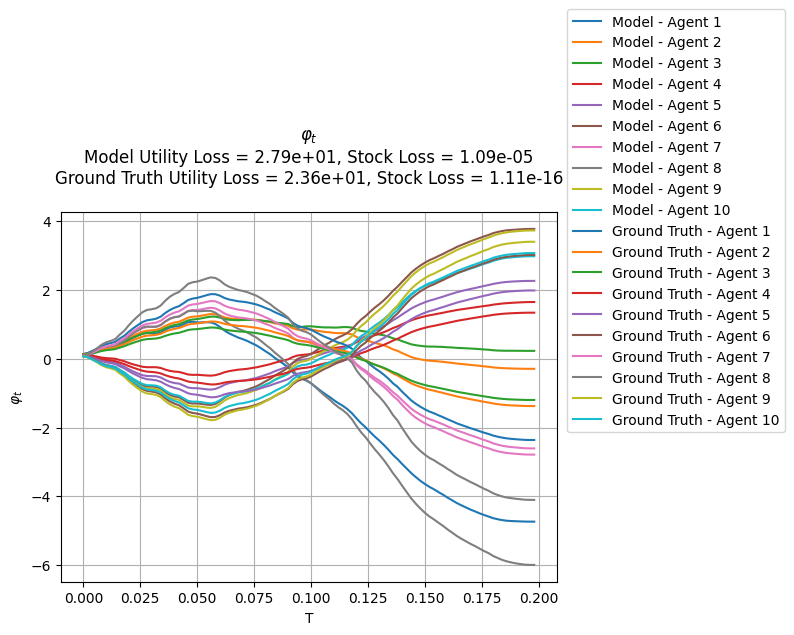 φₜ
Model Utility Loss = 2.79e+01, Stock Loss = 1.09e-05
Ground Truth Utility Loss = 2.36e+01, Stock Loss = 1.11e-16
Model - Agent 1
Model - Agent 2
Model - Agent 3
Model - Agent 4
Model - Agent 5
Model - Agent 6
Model - Agent 7
Model - Agent 8
Model - Agent 9
Model - Agent 10
Ground Truth - Agent 1
Ground Truth - Agent 2
Ground Truth - Agent 3
Ground Truth - Agent 4
Ground Truth - Agent 5
Ground Truth - Agent 6
Ground Truth - Agent 7
Ground Truth - Agent 8
Ground Truth - Agent 9
Ground Truth - Agent 10
φₜ
4
2
0
−2
−4
−6
0.000 0.025 0.050 0.075 0.100 0.125 0.150 0.175 0.200
T